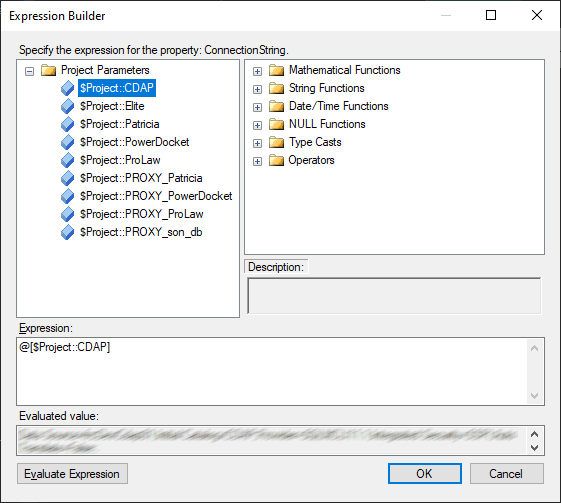 Expression Builder
Specify the expression for the property: ConnectionString.
Project Parameters
$Project::CDAP
$Project::Elite
$Project::Patricia
$Project::PowerDocket
$Project::ProLaw
$Project::PROXY_Patricia
$Project::PROXY_PowerDocket
$Project::PROXY_ProLaw
$Project::PROXY_son_db
Mathematical Functions
String Functions
Date/Time Functions
NULL Functions
Type Casts
Operators
Description:
Expression:
@[$Project::CDAP]
Evaluated value:
Evaluate Expression
OK
Cancel